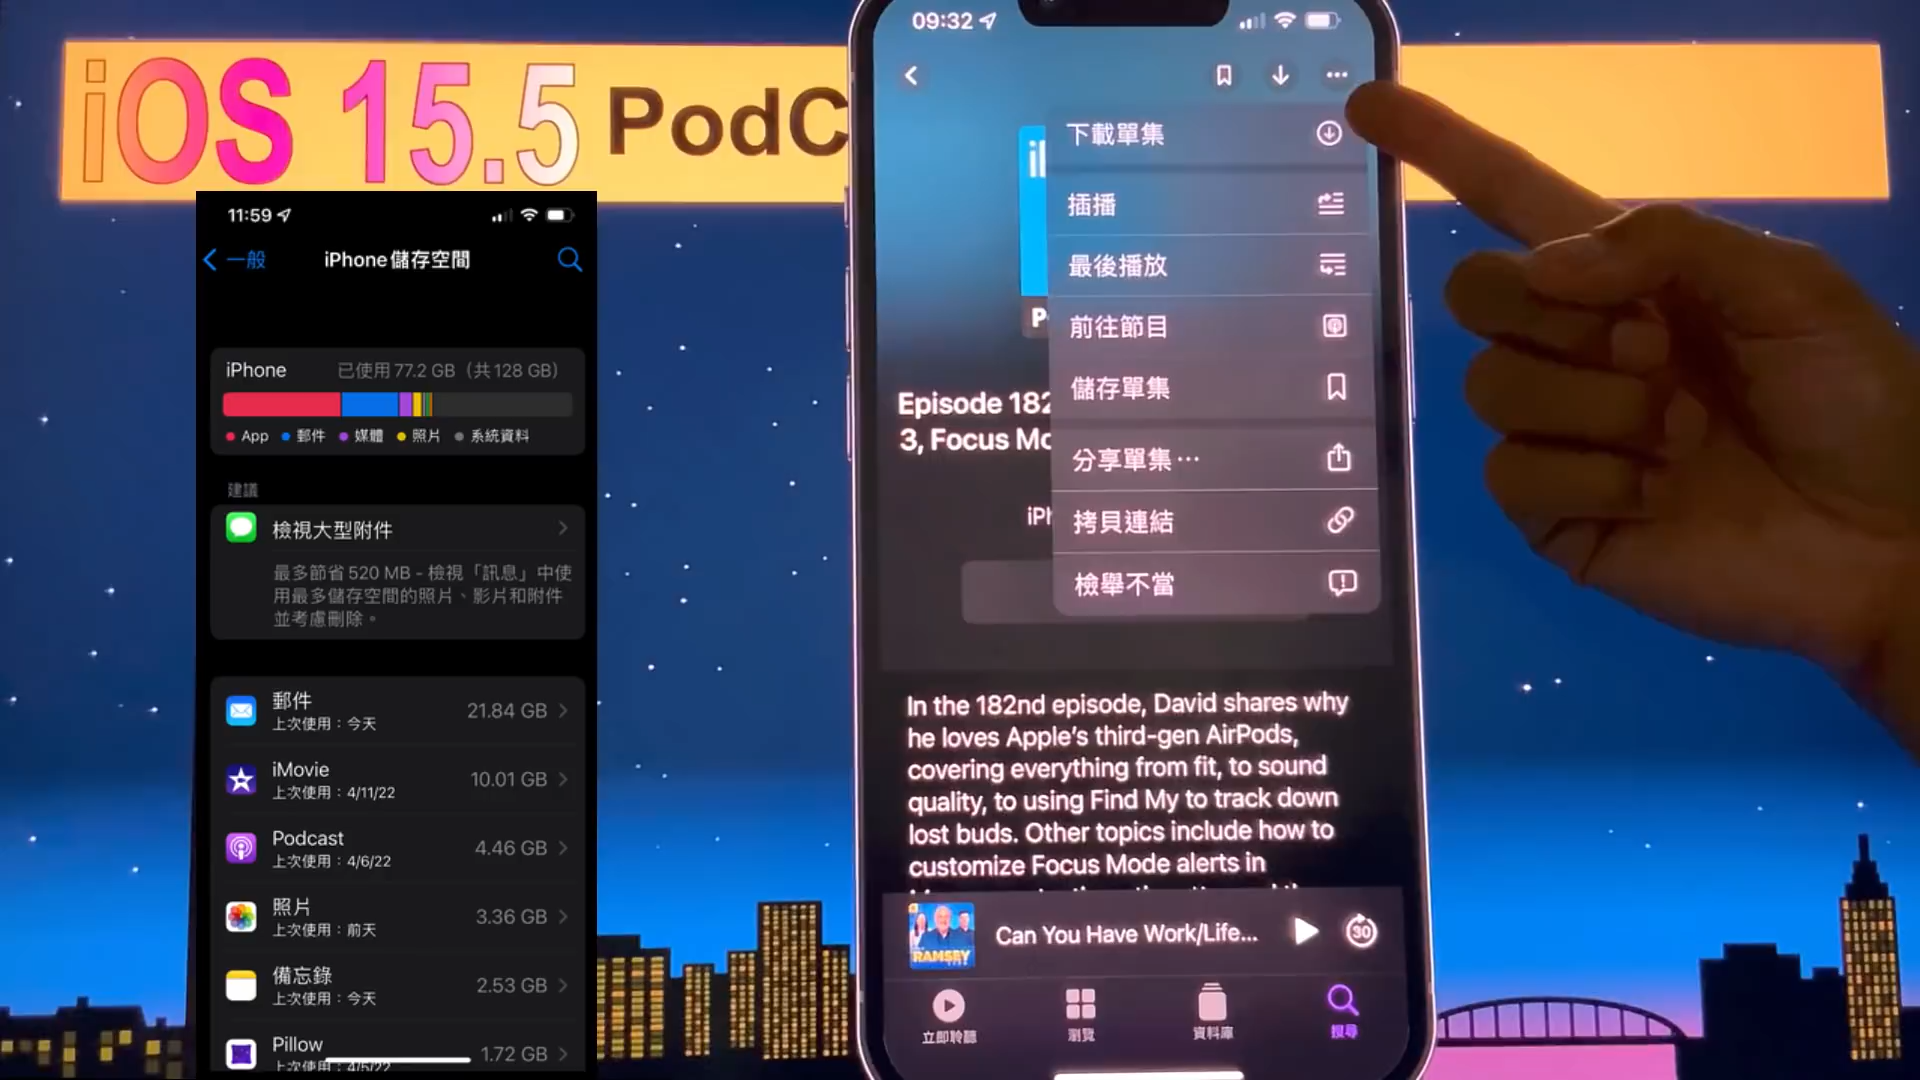 iOS 15.5 PodC
11:59
一般
iPhone儲存空間
iPhone
已使用 77.2 GB（共 128 GB）
App 郵件 媒體 照片 系統資料
建議
檢視大型附件
最多節省 520 MB - 檢視「訊息」中使
用最多儲存空間的照片、影片和附件
並考慮刪除。
郵件
上次使用：今天
21.84 GB
iMovie
上次使用：4/11/22
10.01 GB
Podcast
上次使用：4/6/22
4.46 GB
照片
上次使用：前天
3.36 GB
備忘錄
上次使用：今天
2.53 GB
Pillow
上次使用：4/5/22
1.72 GB
09:32
下載單集
插播
最後播放
前往節目
儲存單集
分享單集⋯
拷貝連結
檢舉不當
Episode 182
3, Focus Mo
In the 182nd episode, David shares why
he loves Apple's third-gen AirPods,
covering everything from fit, to sound
quality, to using Find My to track down
lost buds. Other topics include how to
customize Focus Mode alerts in
RAMSEY
Can You Have Work/Life...
30
立即聆聽
瀏覽
資料庫
搜尋